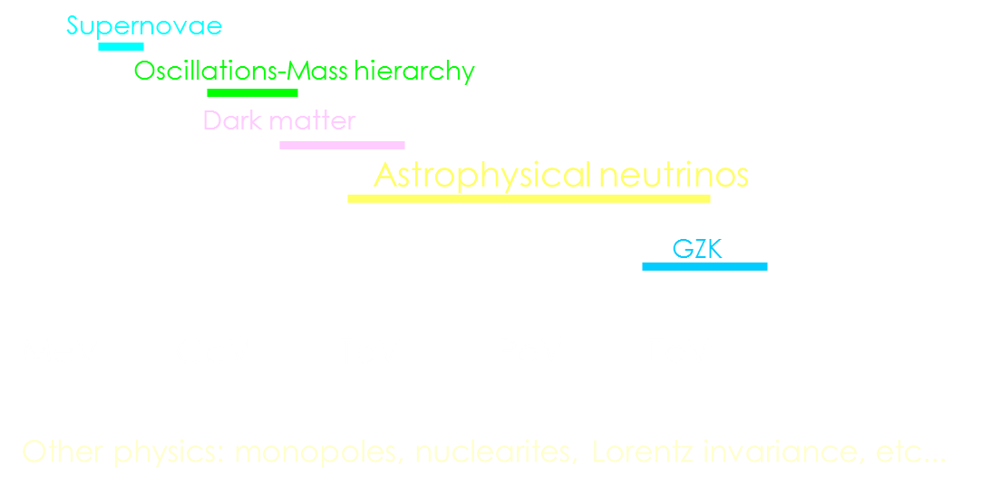 Supernovae
Oscillations-Mass hierarchy
Dark matter
Astrophysical neutrinos
GZK
Other physics: monopoles, nuclearites, Lorentz invariance, etc...